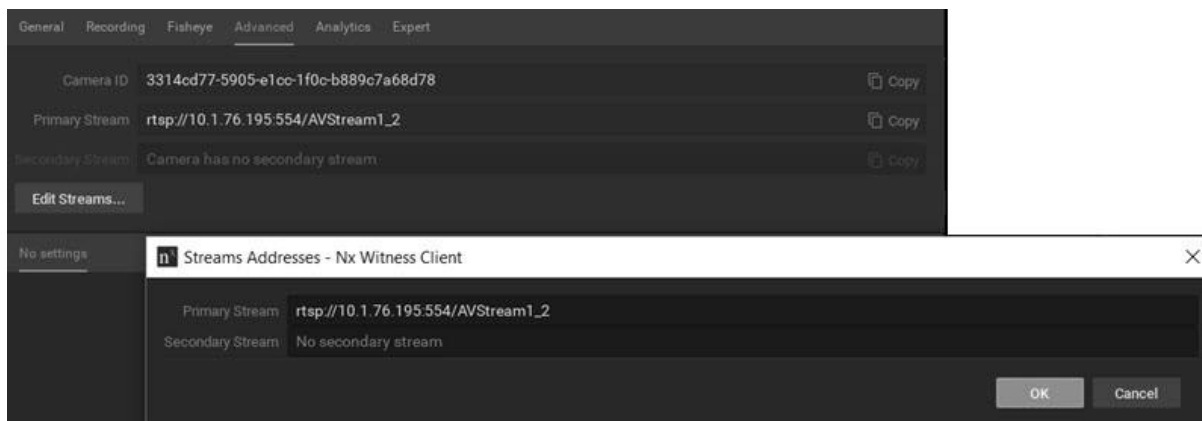 General Recording Fisheye Advanced Analytics Expert
Camera ID 3314cd77-5905-e1cc-1f0c-b889c7a68d78 Copy
Primary Stream rtsp://10.1.76.195:554/AVStream1_2 Copy
Secondary Stream Camera has no secondary stream Copy
Edit Streams...
No settings
Streams Addresses - Nx Witness Client
Primary Stream rtsp://10.1.76.195:554/AVStream1_2
Secondary Stream No secondary stream
OK Cancel